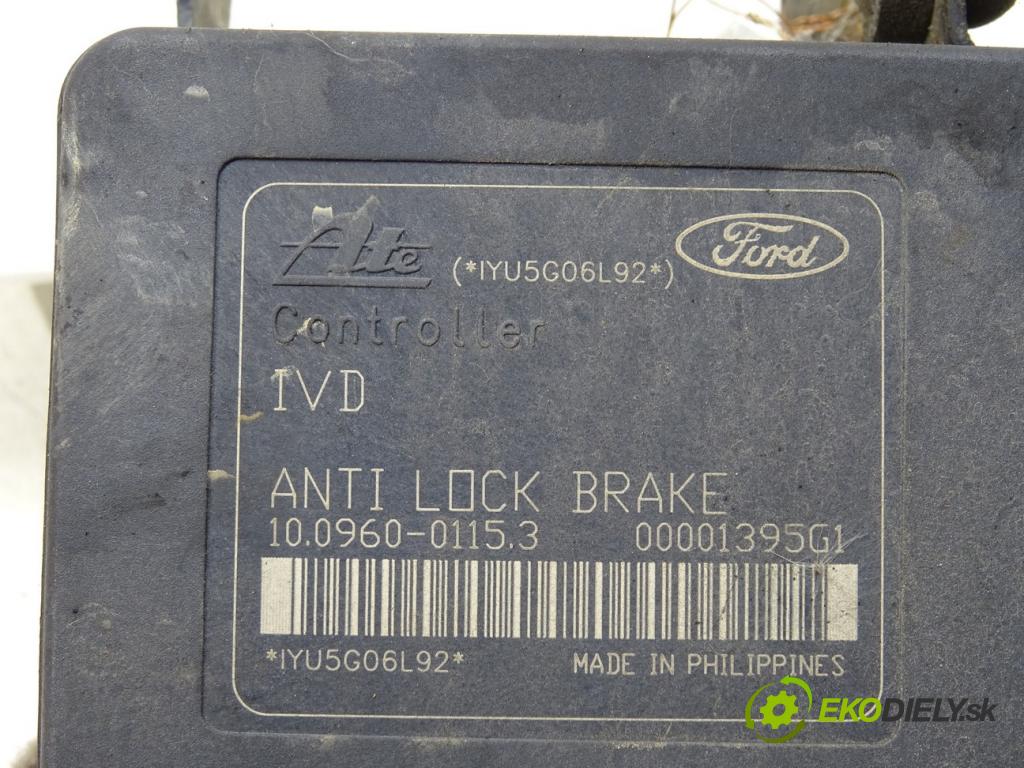 Ate (*IYU5G06L92*) Ford
Controller
IVD
ANTI LOCK BRAKE
10.0960-0115.3 00001395G1
*IYU5G06L92* MADE IN PHILIPPINES
EKODIELY.sk